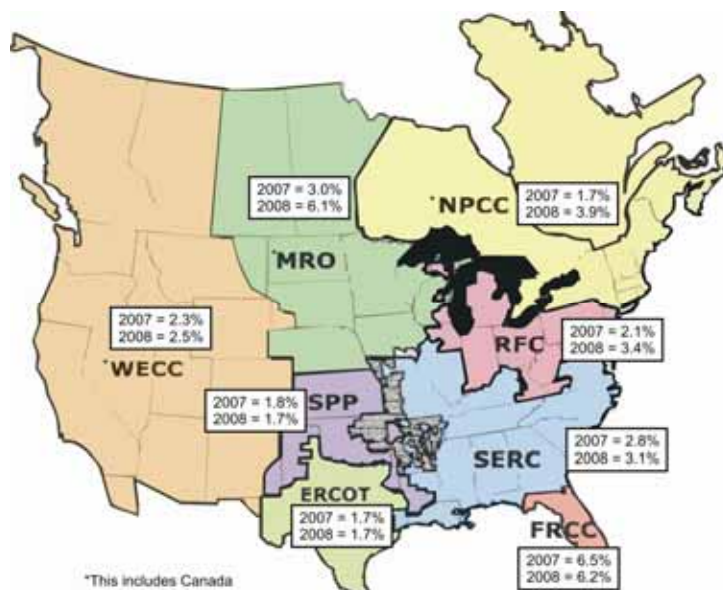 2007 = 3.0%
2008 = 6.1%
*NPCC
2007 = 1.7%
2008 = 3.9%
*MRO
2007 = 2.3%
2008 = 2.5%
*WECC
RFC
2007 = 2.1%
2008 = 3.4%
2007 = 1.8%
2008 = 1.7%
SPP
SERC
2007 = 2.8%
2008 = 3.1%
ERCOT
2007 = 1.7%
2008 = 1.7%
FRCC
2007 = 6.5%
2008 = 6.2%
*This includes Canada